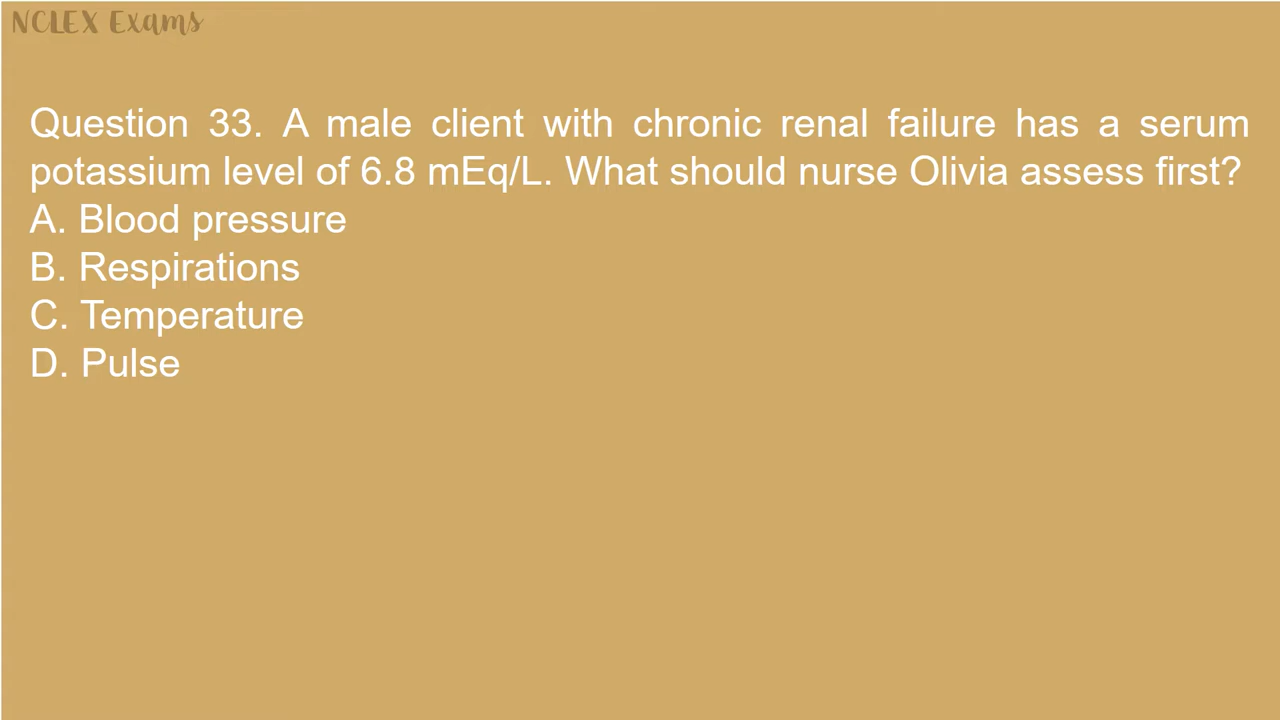 NCLEX Exams
Question 33. A male client with chronic renal failure has a serum
potassium level of 6.8 mEq/L. What should nurse Olivia assess first?
A. Blood pressure
B. Respirations
C. Temperature
D. Pulse